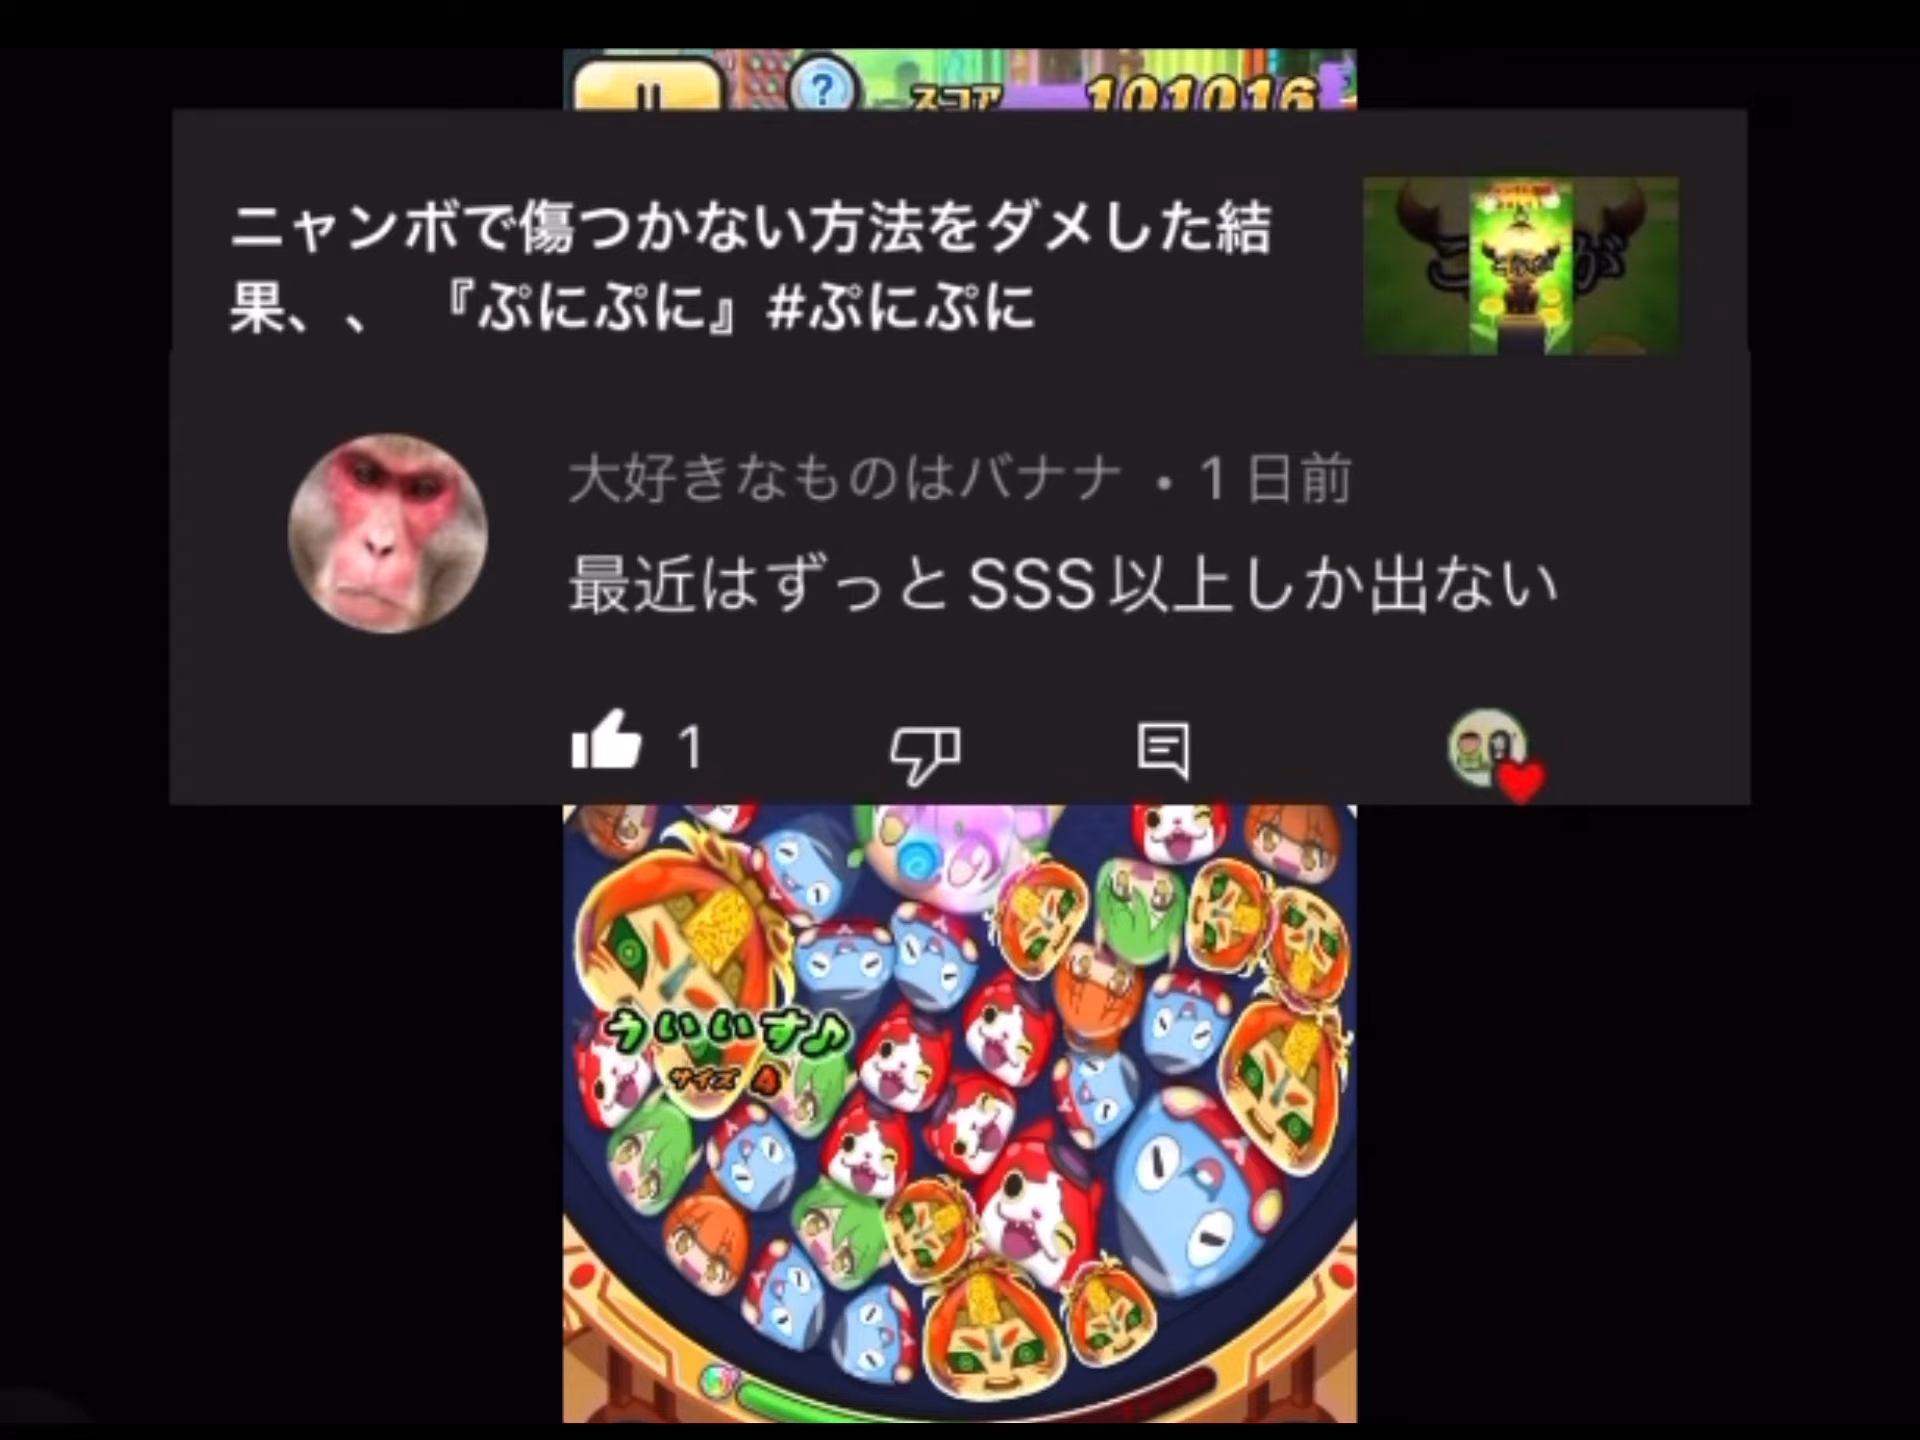 スコア 101016
ニャンボで傷つかない方法をダメした結
果、、 『ぷにぷに』#ぷにぷに
大好きなものはバナナ・1日前
最近はずっとSSS以上しか出ない
1
ういいす♪
サイズ 4